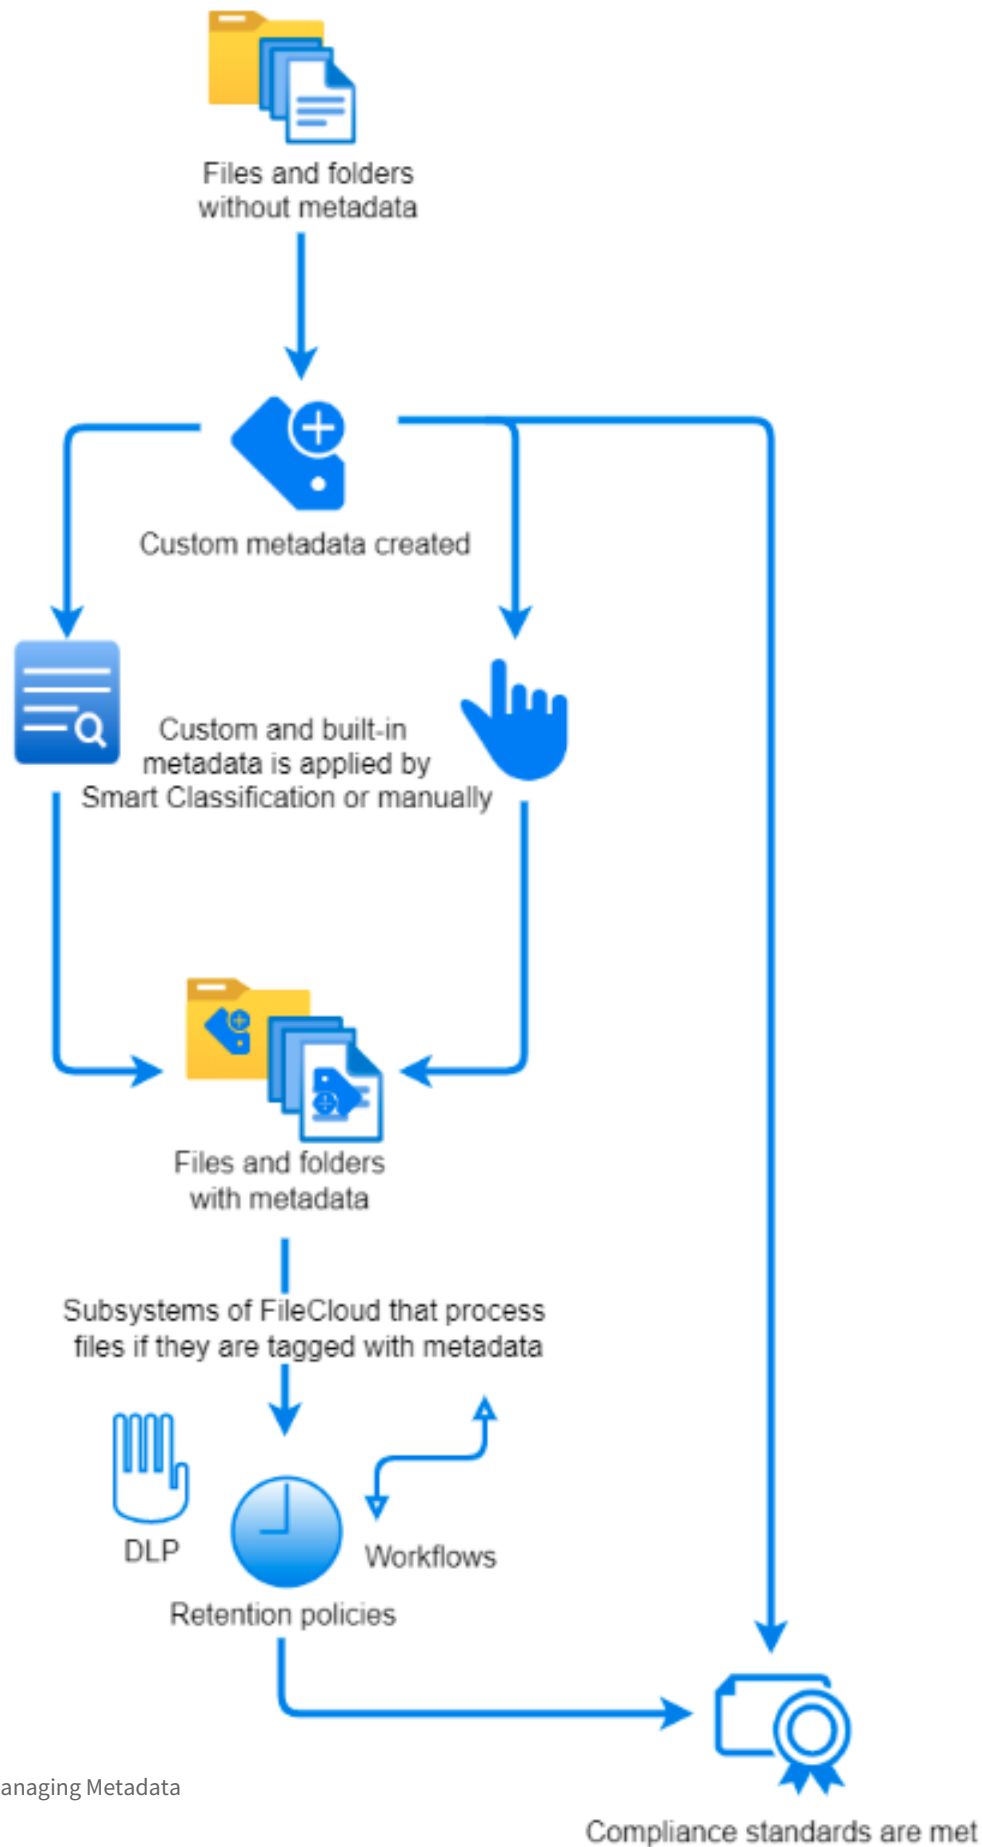 Files and folders
without metadata
Custom metadata created
Custom and built-in
metadata is applied by
Smart Classification or manually
Files and folders
with metadata
Subsystems of FileCloud that process
files if they are tagged with metadata
DLP
Workflows
Retention policies
anaging Metadata
Compliance standards are met